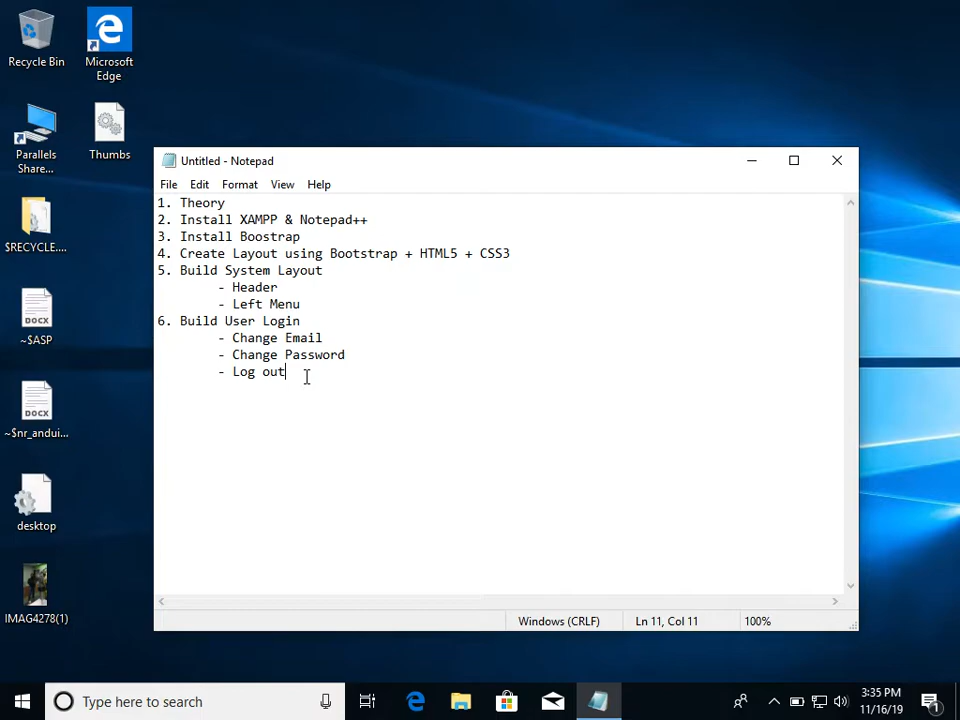 Recycle Bin
Microsoft
Edge
Parallels
Share...
Thumbs
$RECYCLE....
~$ASP
~$nr_andui...
desktop
IMAG4278(1)
Untitled - Notepad
File Edit Format View Help
1. Theory
2. Install XAMPP & Notepad++
3. Install Boostrap
4. Create Layout using Bootstrap + HTML5 + CSS3
5. Build System Layout
- Header
- Left Menu
6. Build User Login
- Change Email
- Change Password
- Log out
Windows (CRLF) Ln 11, Col 11 100%
Type here to search
3:35 PM
11/16/19
1
DOCX
DOCX